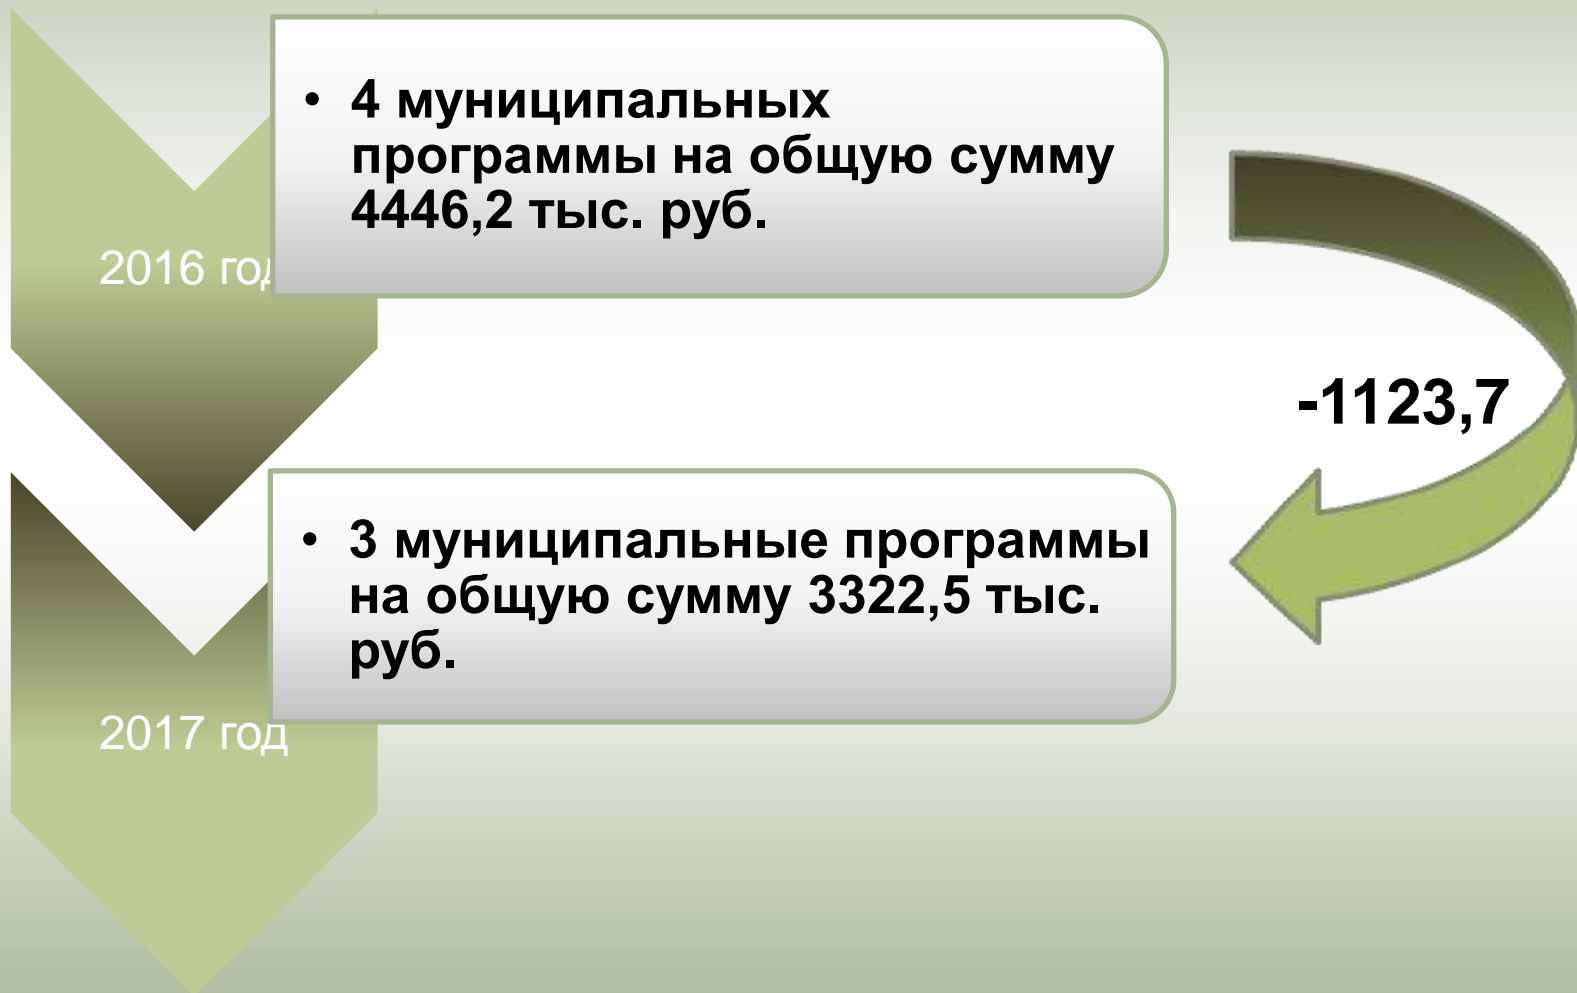 • 4 муниципальных
программы на общую сумму
4446,2 тыс. руб.
2016 год
-1123,7
• 3 муниципальные программы
на общую сумму 3322,5 тыс.
руб.
2017 год